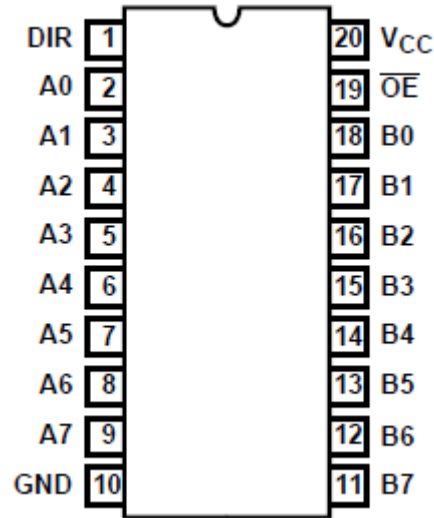 DIR 1 20 VCC
A0 2 19 O̅E̅
A1 3 18 B0
A2 4 17 B1
A3 5 16 B2
A4 6 15 B3
A5 7 14 B4
A6 8 13 B5
A7 9 12 B6
GND 10 11 B7